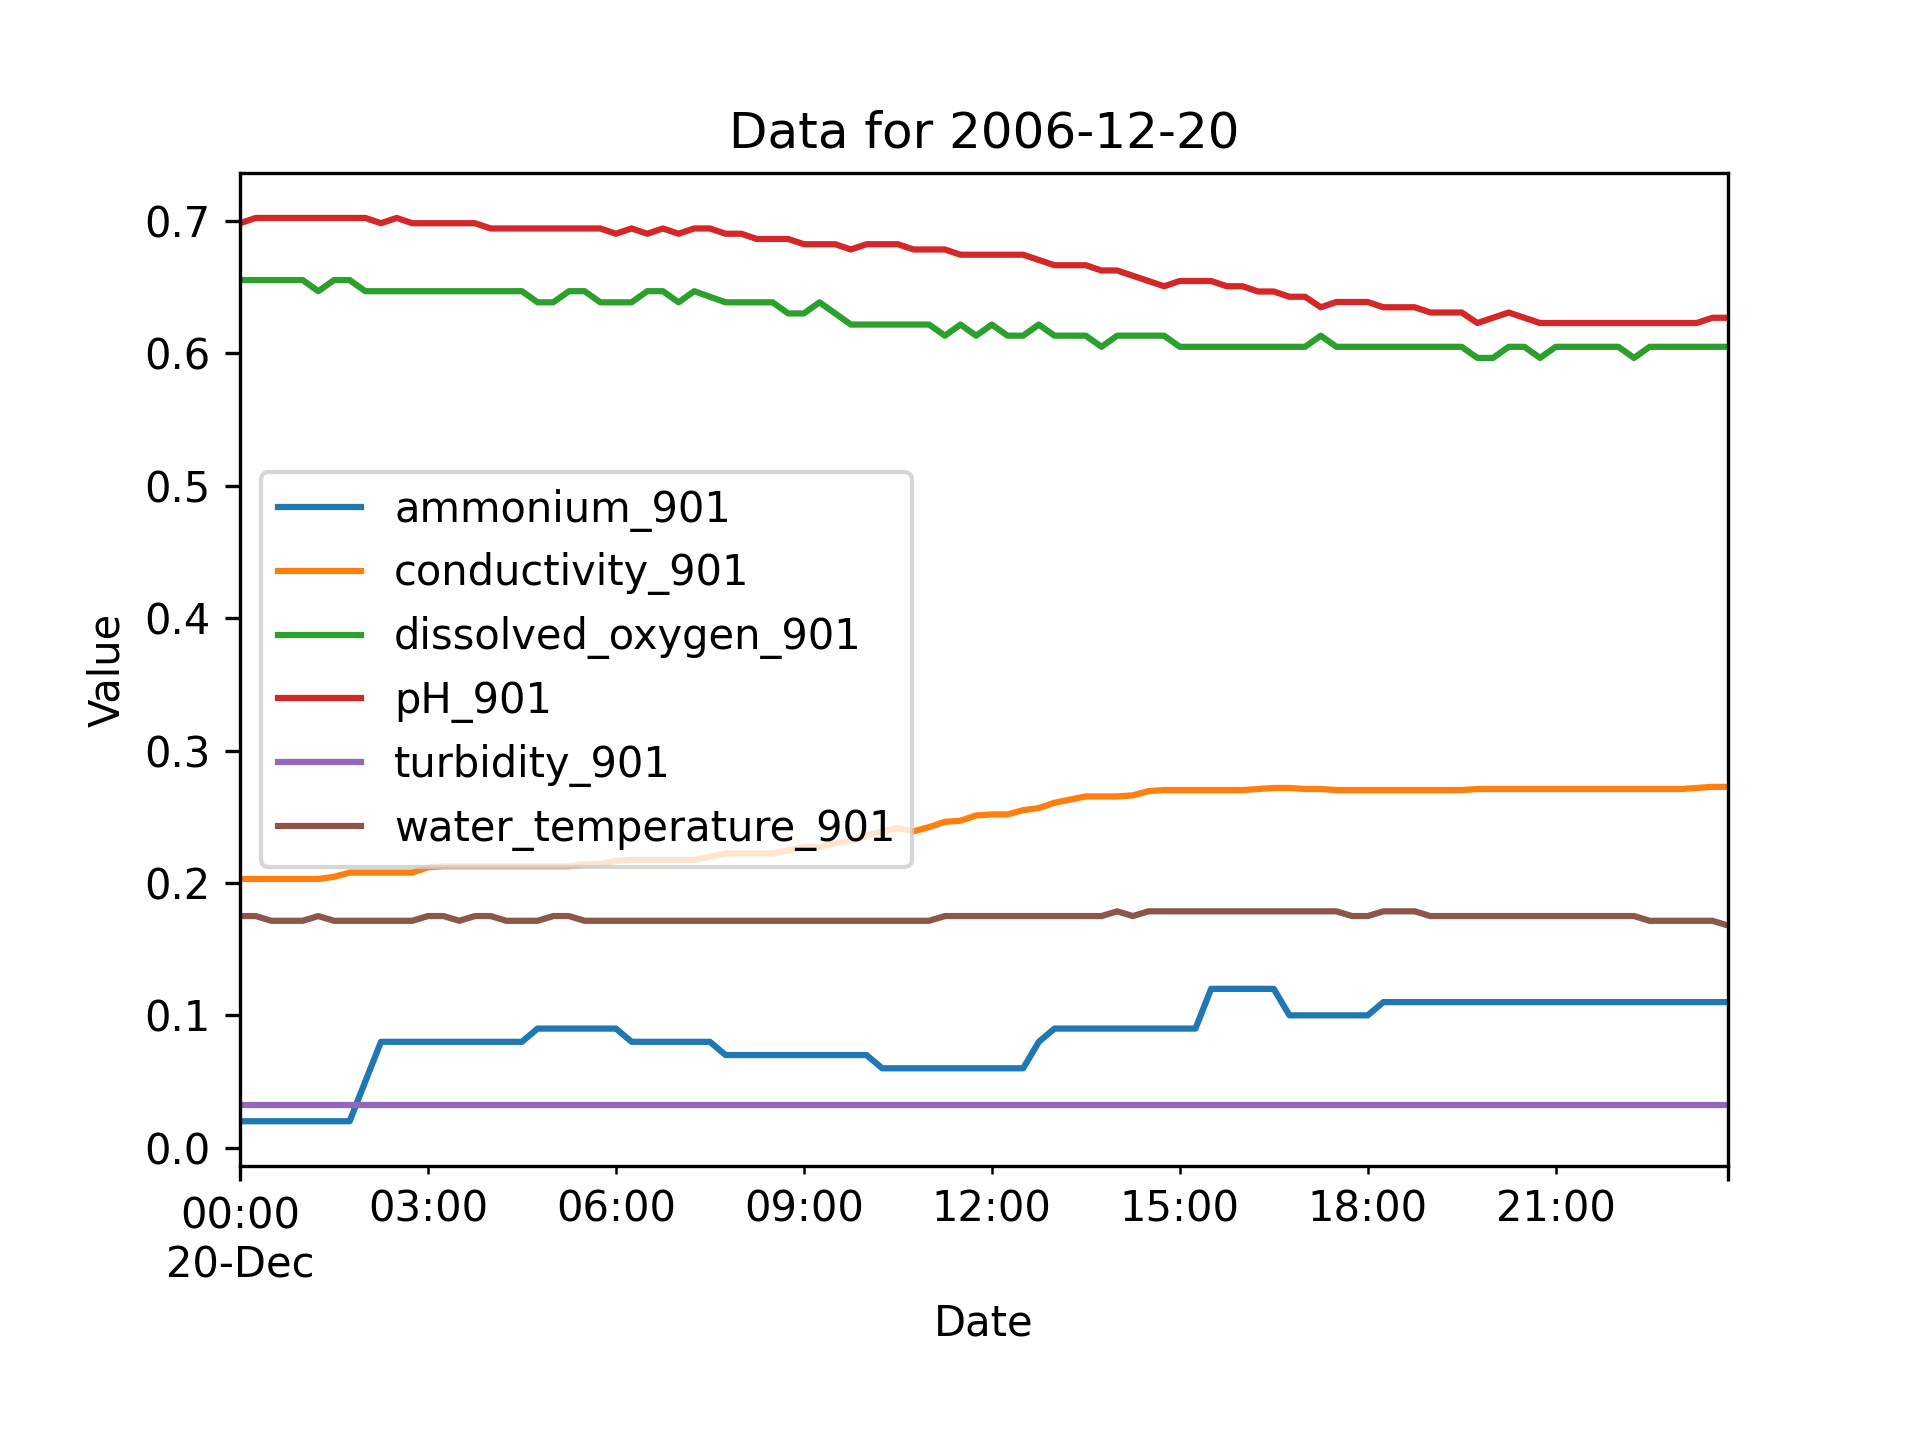 Data for 2006-12-20
Value
0.7
0.6
0.5
0.4
0.3
0.2
0.1
0.0
ammonium_901
conductivity_901
dissolved_oxygen_901
pH_901
turbidity_901
water_temperature_901
00:00 03:00 06:00 09:00 12:00 15:00 18:00 21:00
20-Dec
Date